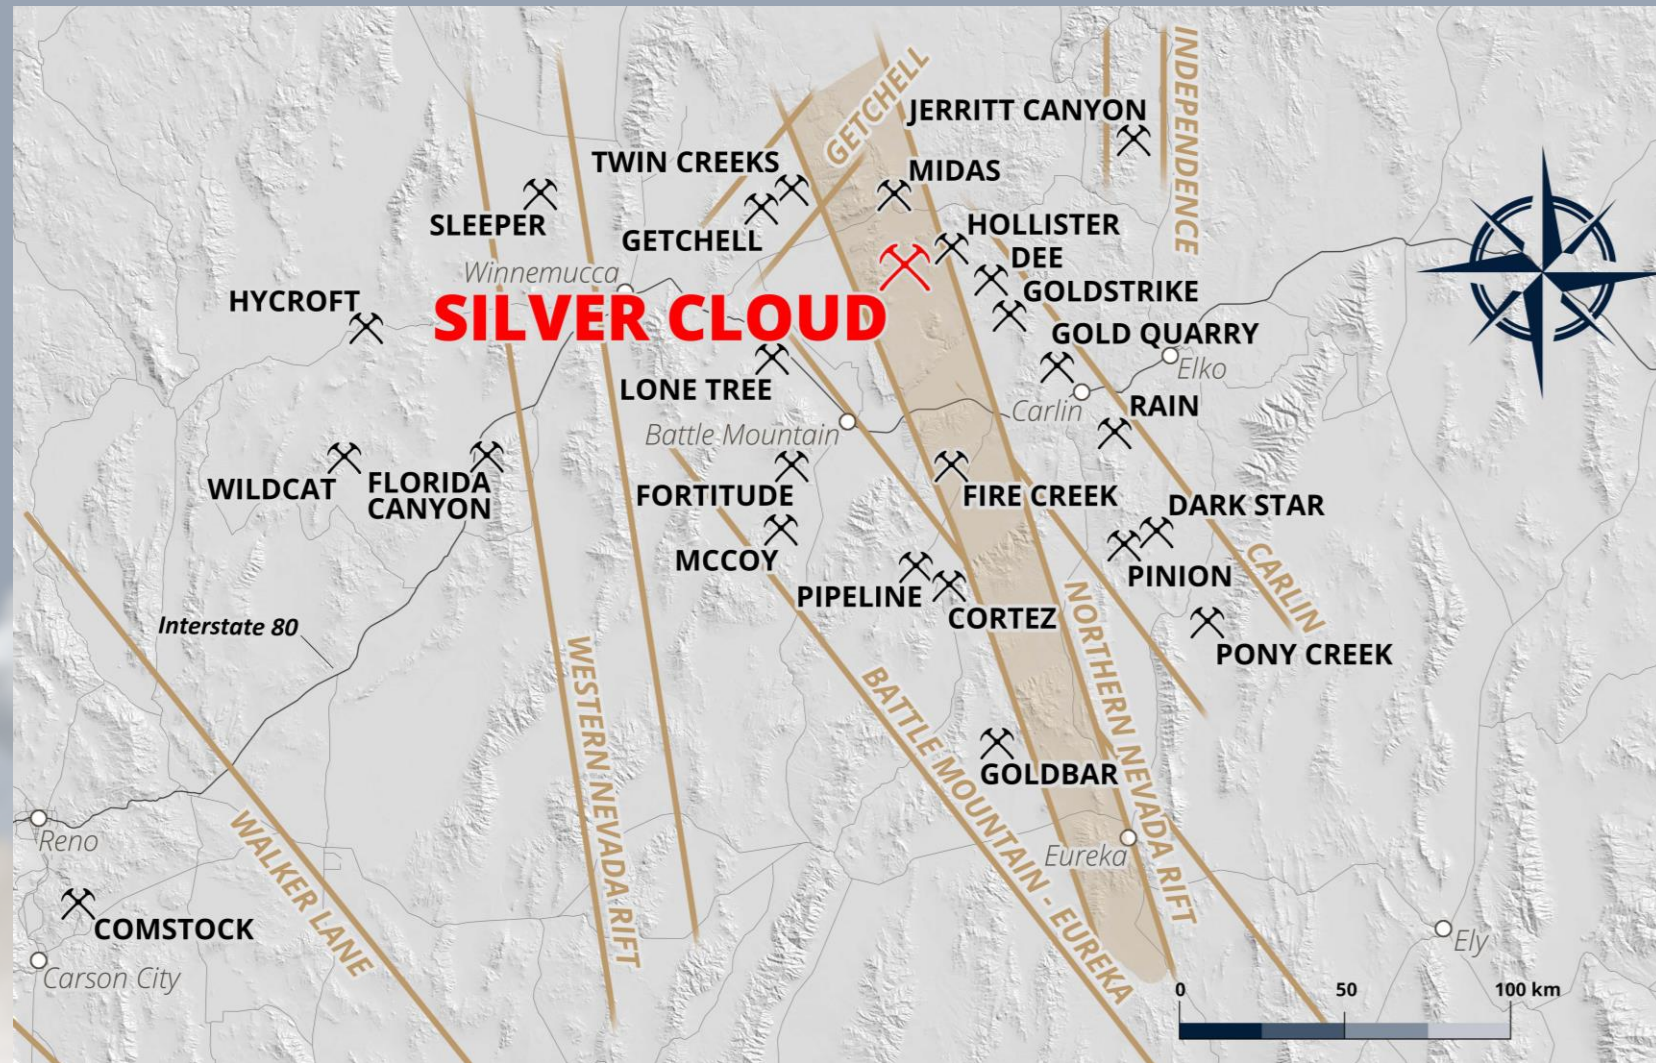 INDEPENDENCE
GETCHELL
JERRITT CANYON
TWIN CREEKS
MIDAS
SLEEPER
GETCHELL
HOLLISTER
DEE
Winnemucca
GOLDSTRIKE
HYCROFT
SILVER CLOUD
GOLD QUARRY
Elko
LONE TREE
Carlin
RAIN
Battle Mountain
WILDCAT
FLORIDA
CANYON
FORTITUDE
FIRE CREEK
DARK STAR
MCCOY
PINION
CARLIN
PIPELINE
CORTEZ
Interstate 80
PONY CREEK
WESTERN NEVADA RIFT
BATTLE MOUNTAIN - EUREKA
NORTHERN NEVADA RIFT
GOLDBAR
Reno
WALKER LANE
Eureka
COMSTOCK
Ely
Carson City
0 50 100 km